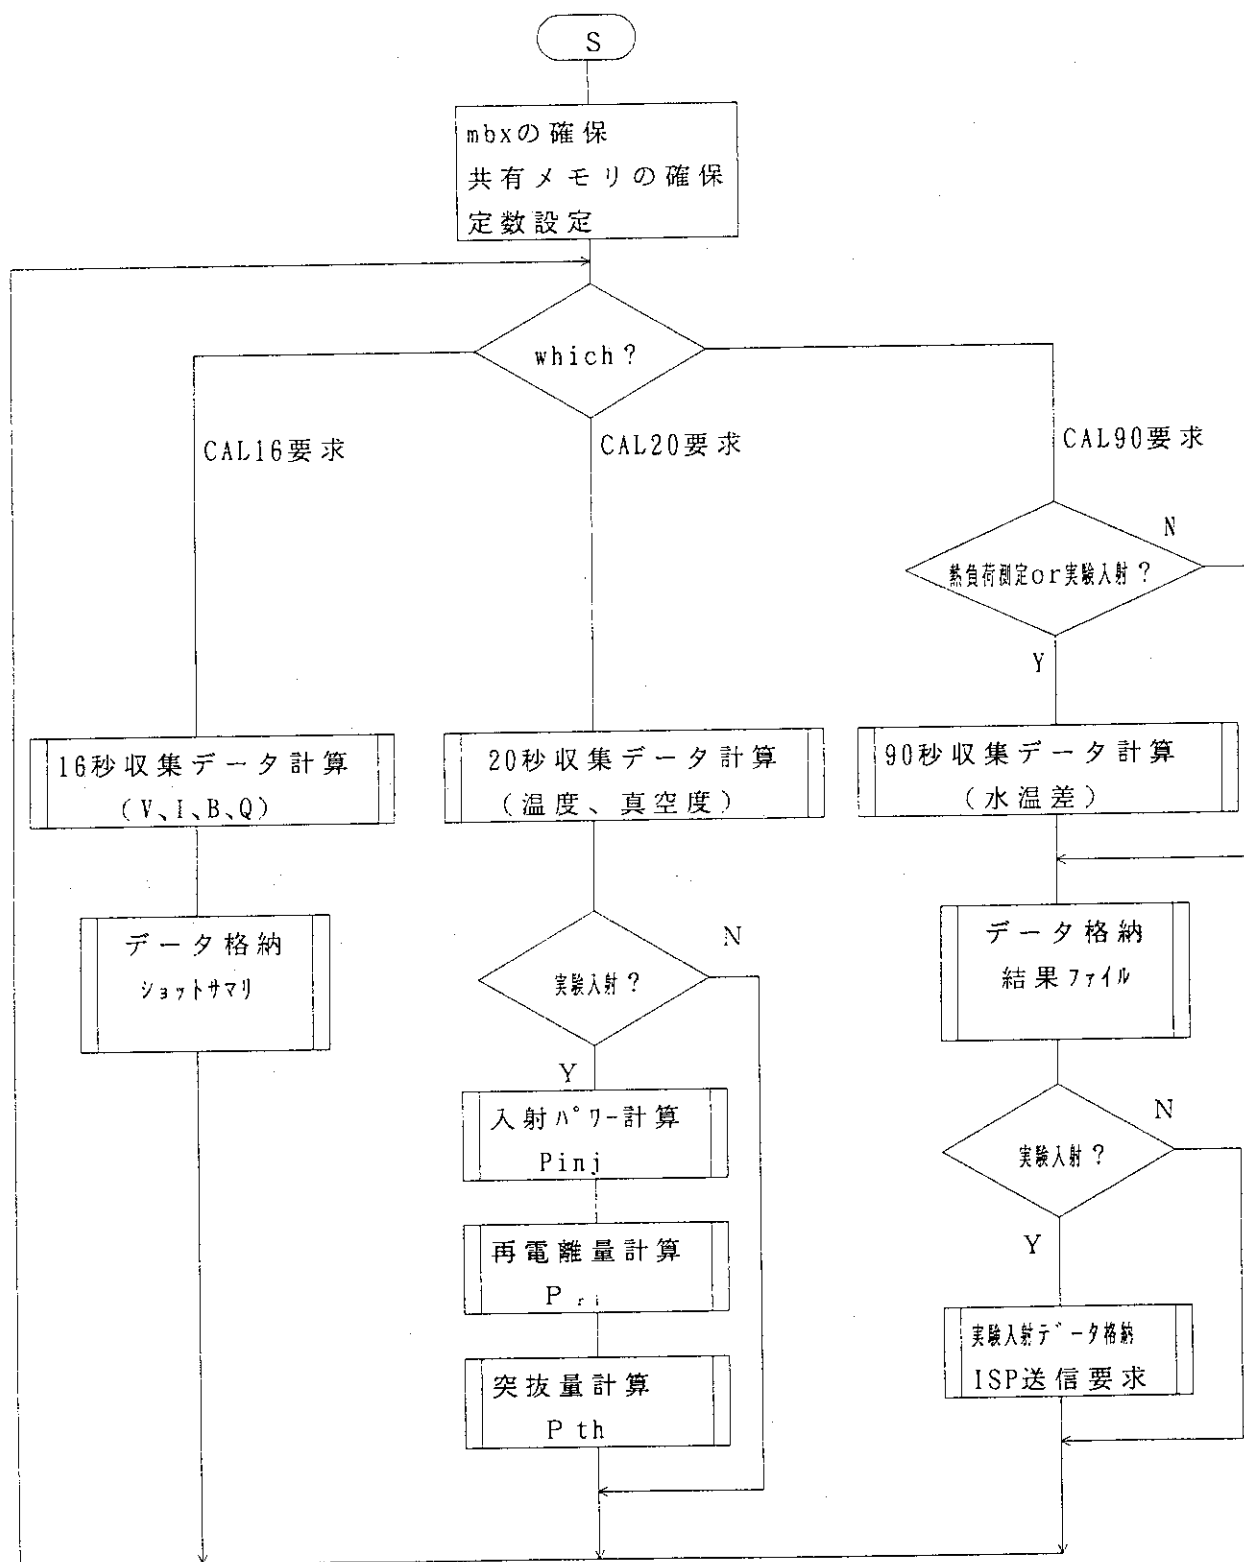 S
mbxの確保
共有メモリの確保
定数設定
which?
CAL16要求
CAL20要求
CAL90要求
熱負荷測定or実験入射?
N
Y
16秒収集データ計算
(V、I、B、Q)
20秒収集データ計算
(温度、真空度)
90秒収集データ計算
(水温差)
データ格納
ショットサマリ
実験入射?
N
Y
データ格納
結果ファイル
入射パワー計算
Pinj
再電離量計算
Pri
突抜量計算
Pth
実験入射?
N
Y
実験入射データ格納
ISP送信要求